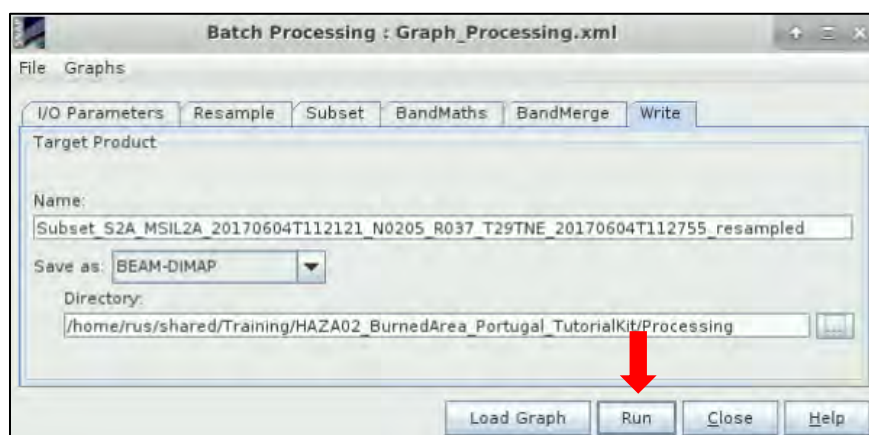 SNAP
Batch Processing : Graph_Processing.xml
File Graphs
I/O Parameters Resample Subset BandMaths BandMerge Write
Target Product
Name:
Subset_S2A_MSIL2A_20170604T112121_N0205_R037_T29TNE_20170604T112755_resampled
Save as: BEAM-DIMAP
Directory:
/home/rus/shared/Training/HAZA02_BurnedArea_Portugal_TutorialKit/Processing
...
Load Graph Run Close Help